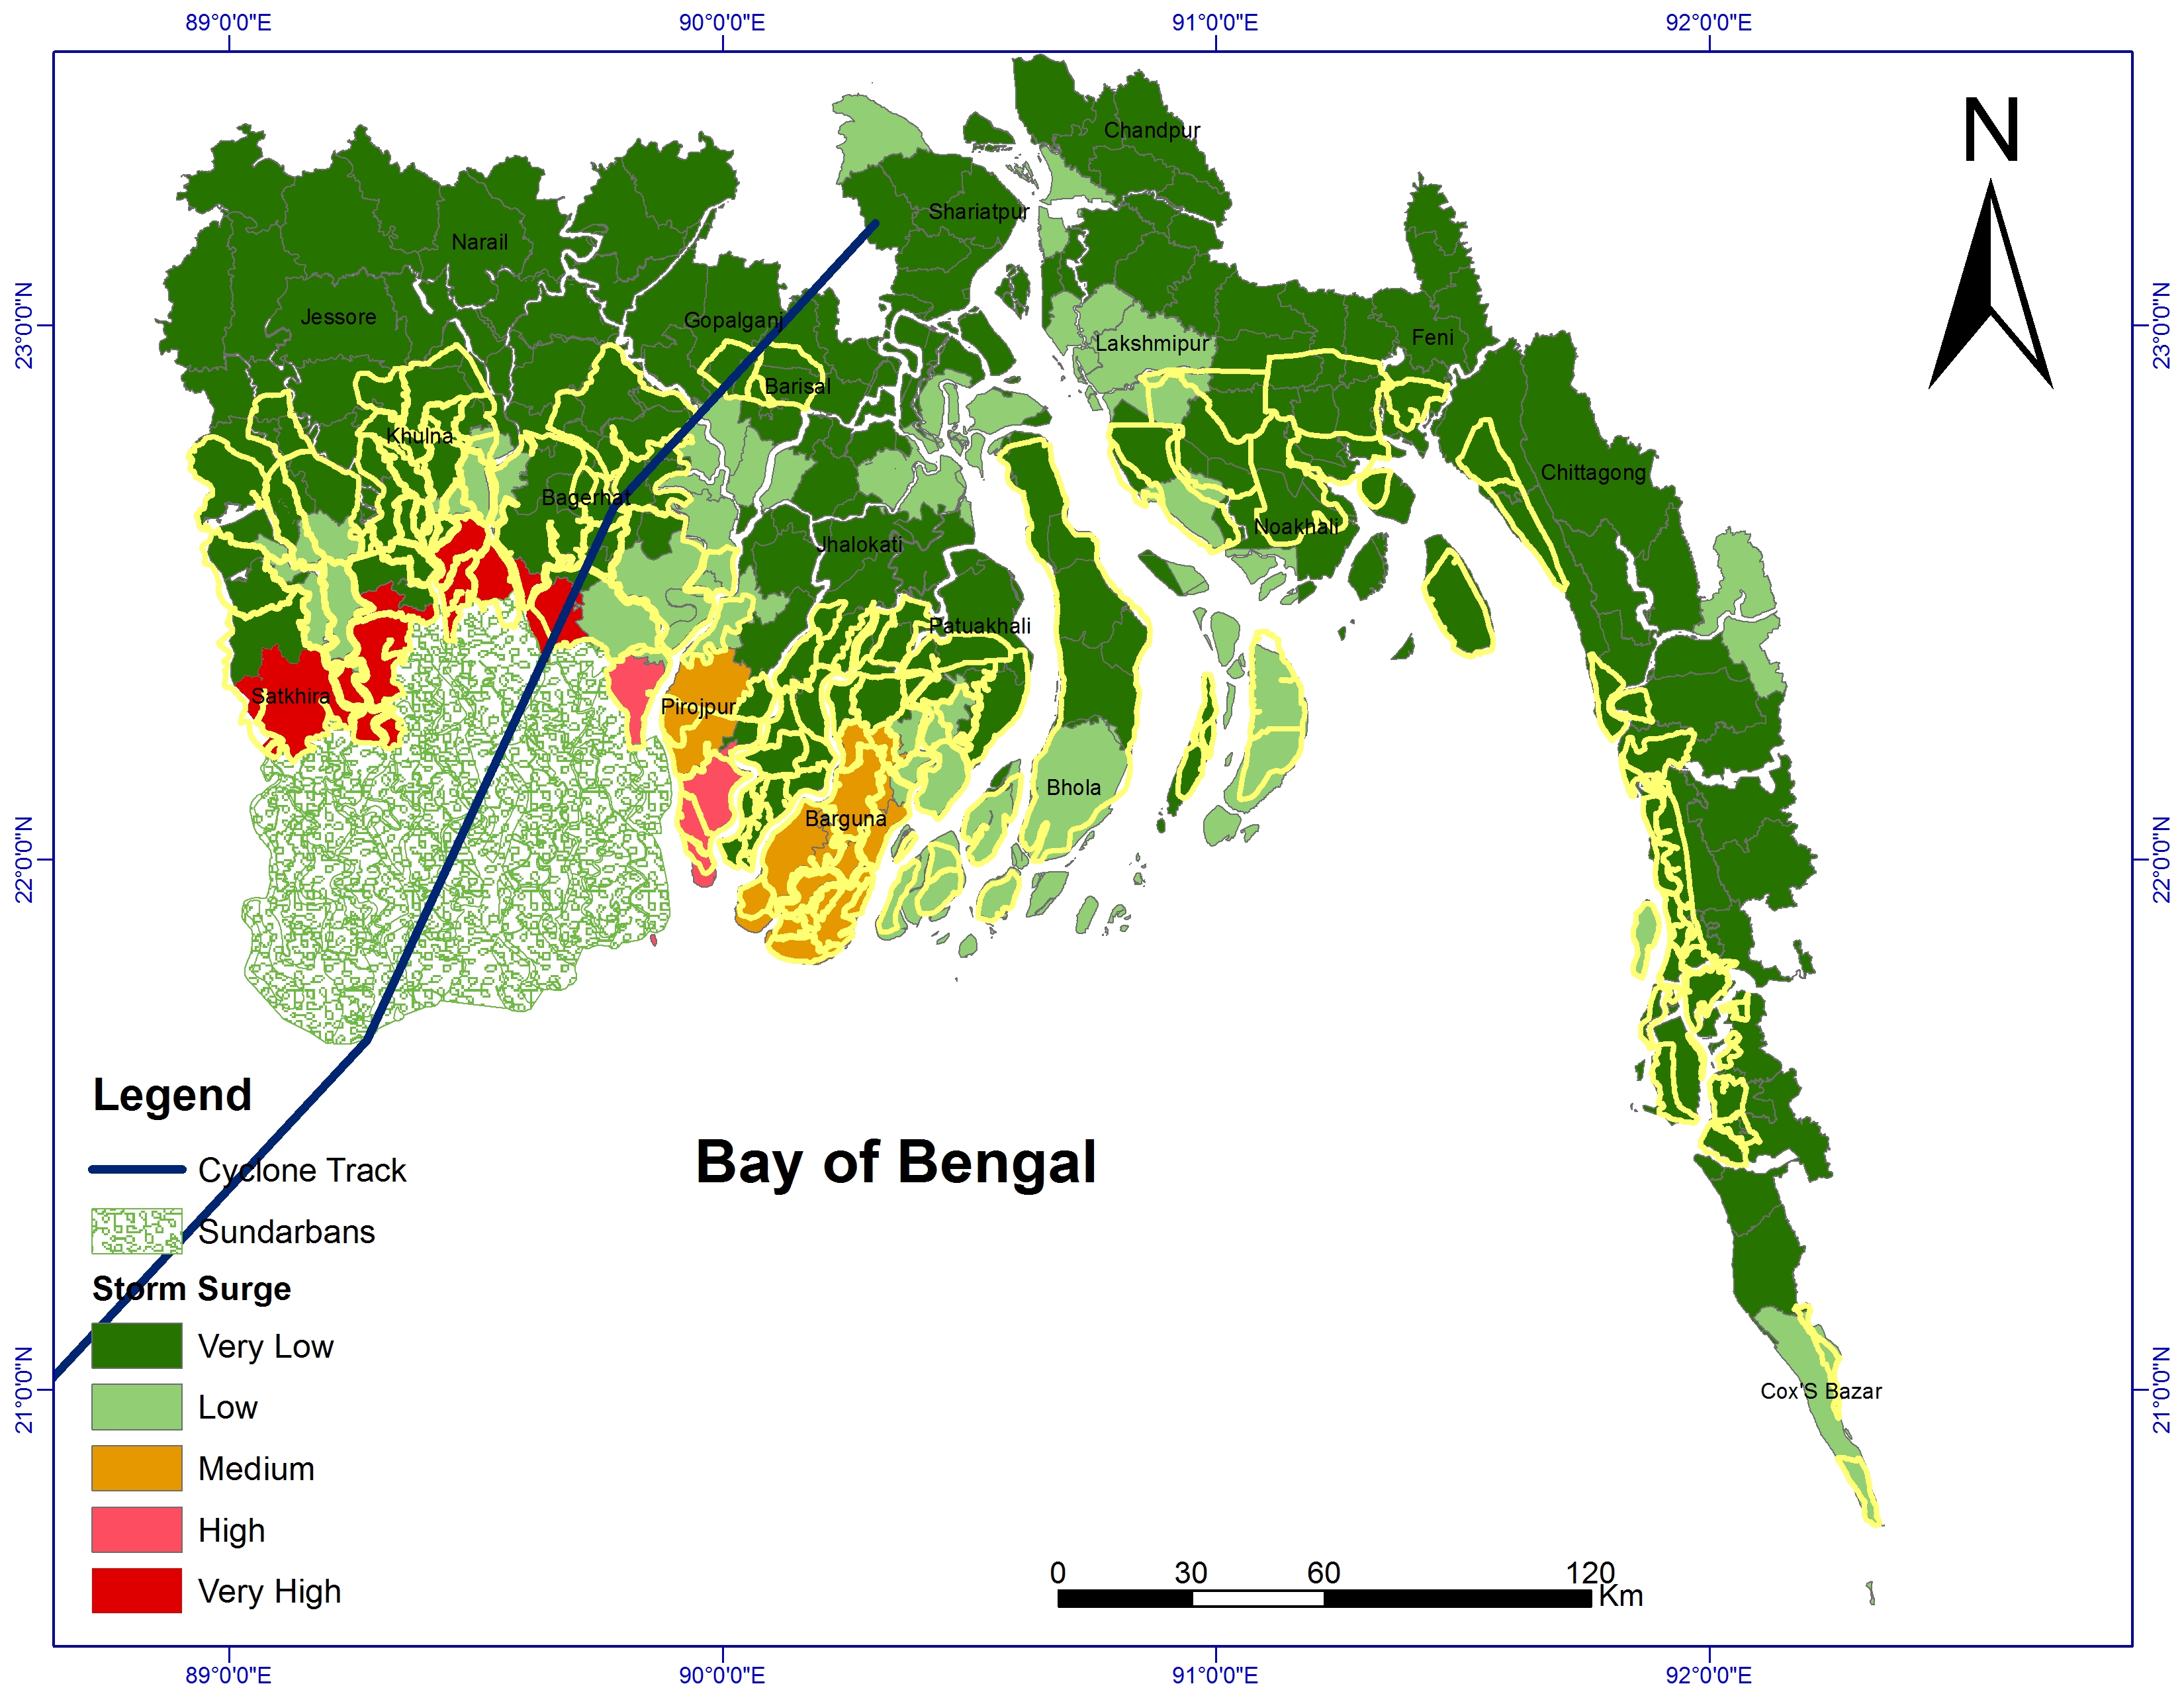 89°0'0"E
90°0'0"E
91°0'0"E
92°0'0"E
N
Chandpur
Shariatpur
Narail
23°0'0"N
23°0'0"N
Jessore
Gopalganj
Lakshmipur
Feni
Barisal
Khulna
Bagerhat
Chittagong
Noakhali
Jhalokati
Patuakhali
Satkhira
Pirojpur
Bhola
Barguna
22°0'0"N
22°0'0"N
Legend
Cyclone Track
Bay of Bengal
Sundarbans
Storm Surge
Very Low
21°0'0"N
21°0'0"N
Cox'S Bazar
Low
Medium
High
Very High
0 30 60 120
Km
89°0'0"E
90°0'0"E
91°0'0"E
92°0'0"E